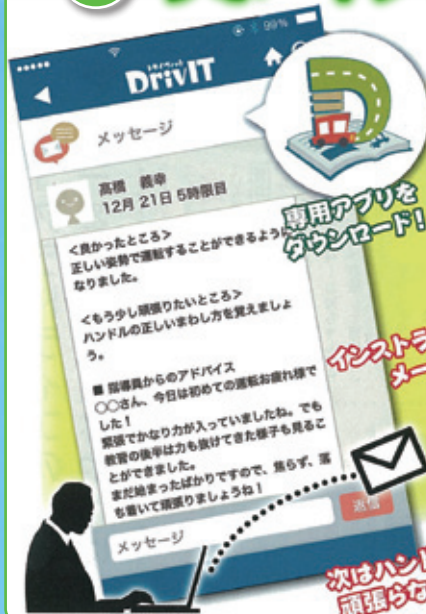 99%
ドライビット
DrivIT
メッセージ
高橋 義幸
12月 21日 5時限目
<良かったところ>
正しい姿勢で運転することができるように
なりました。
<もう少し頑張りたいところ>
ハンドルの正しいまわし方を覚えましょ
う。
■ 指導員からのアドバイス
○○さん、今日は初めての運転お疲れ様で
した!
緊張でかなり力が入っていましたね。でも
教習の後半は力も抜けてきた様子も見るこ
とができました。
まだ始まったばかりですので、焦らず、落
ち着いて頑張りましょうね!
メッセージ
返信
専用アプリを
ダウンロード!
インストラ
メー
次はハンド
頑張らな